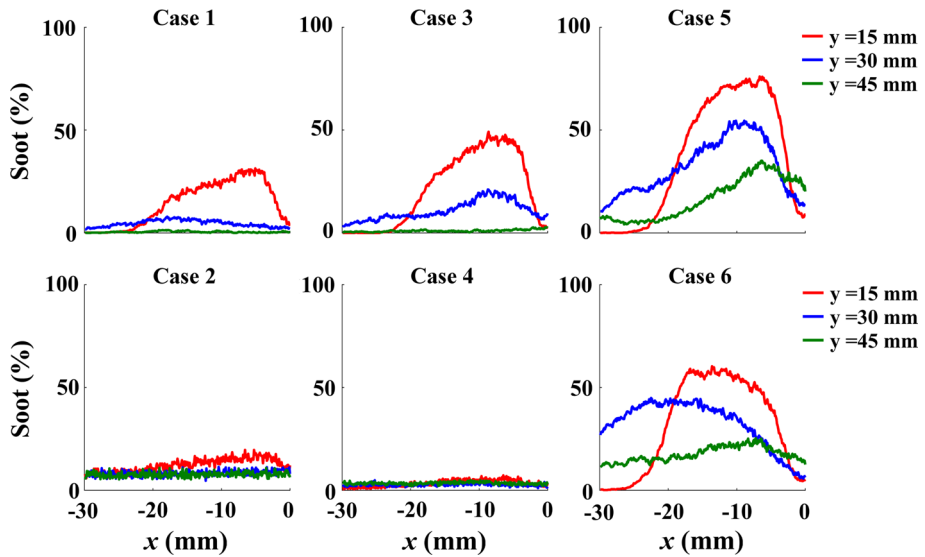 Case 1
Case 3
Case 5
100
100
100
y =15 mm
y =30 mm
y =45 mm
Soot (%)
50
50
50
0
0
0
Case 2
Case 4
Case 6
100
100
100
y =15 mm
y =30 mm
y =45 mm
Soot (%)
50
50
50
0
0
0
-30 -20 -10 0
-30 -20 -10 0
-30 -20 -10 0
x (mm)
x (mm)
x (mm)